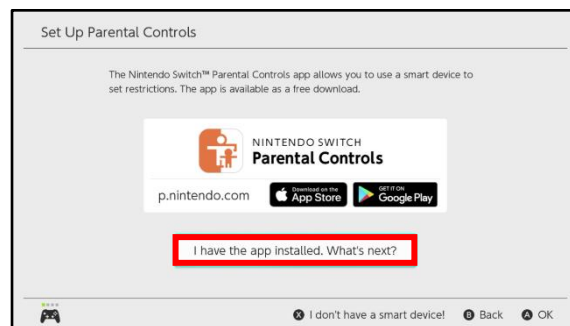 Set Up Parental Controls
The Nintendo Switch™ Parental Controls app allows you to use a smart device to
set restrictions. The app is available as a free download.
NINTENDO SWITCH
Parental Controls
p.nintendo.com
Download on the
App Store
GET IT ON
Google Play
I have the app installed. What's next?
X I don't have a smart device! B Back A OK